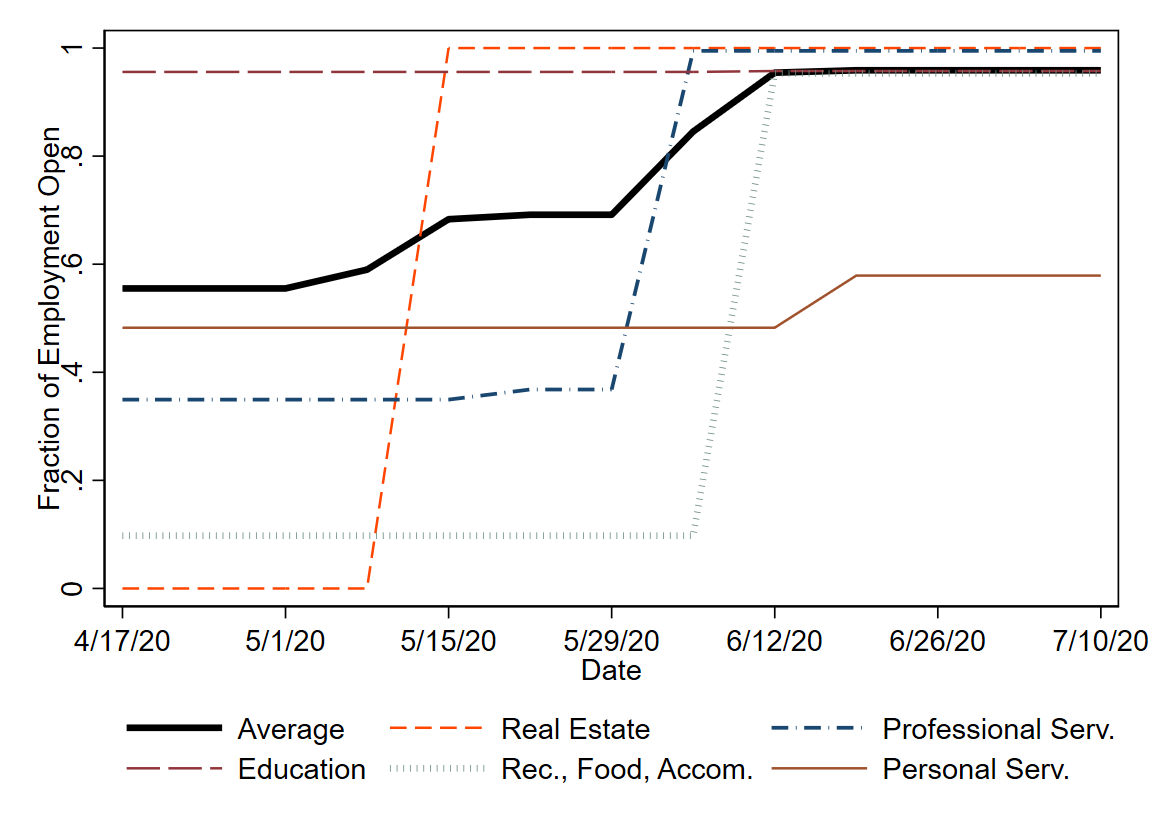 Fraction of Employment Open
1
.8
.6
.4
.2
0
4/17/20 5/1/20 5/15/20 5/29/20 6/12/20 6/26/20 7/10/20
Date
Average Real Estate Professional Serv.
Education Rec., Food, Accom. Personal Serv.